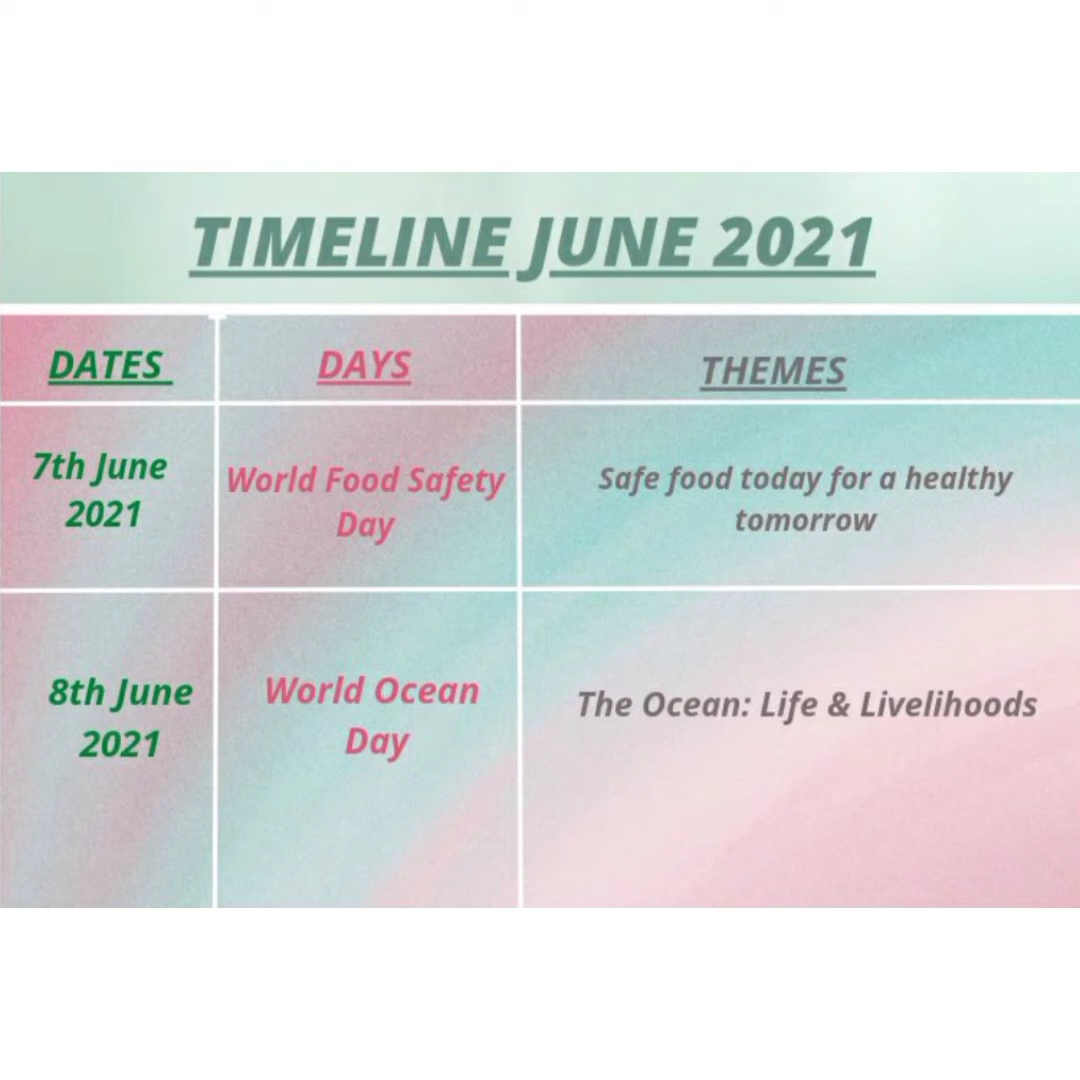 TIMELINE JUNE 2021
DATES
DAYS
THEMES
7th June
2021
World Food Safety
Day
Safe food today for a healthy
tomorrow
8th June
2021
World Ocean
Day
The Ocean: Life & Livelihoods